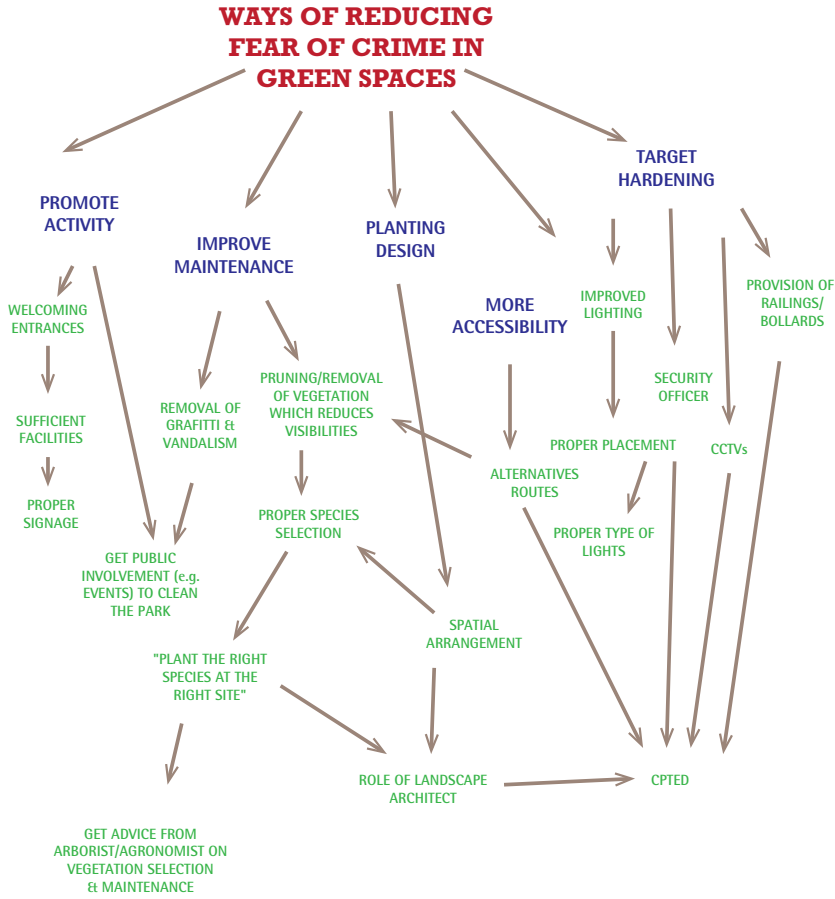 WAYS OF REDUCING
FEAR OF CRIME IN
GREEN SPACES
TARGET
HARDENING
PROMOTE
ACTIVITY
IMPROVE
MAINTENANCE
PLANTING
DESIGN
MORE
ACCESSIBILITY
WELCOMING
ENTRANCES
IMPROVED
LIGHTING
PROVISION OF
RAILINGS/
BOLLARDS
SUFFICIENT
FACILITIES
REMOVAL OF
GRAFITTI &
VANDALISM
PRUNING/REMOVAL
OF VEGETATION
WHICH REDUCES
VISIBILITIES
SECURITY
OFFICER
PROPER PLACEMENT
CCTVs
ALTERNATIVES
ROUTES
PROPER
SIGNAGE
PROPER SPECIES
SELECTION
PROPER TYPE OF
LIGHTS
GET PUBLIC
INVOLVEMENT (e.g.
EVENTS) TO CLEAN
THE PARK
SPATIAL
ARRANGEMENT
"PLANT THE RIGHT
SPECIES AT THE
RIGHT SITE"
ROLE OF LANDSCAPE
ARCHITECT
CPTED
GET ADVICE FROM
ARBORIST/AGRONOMIST ON
VEGETATION SELECTION
& MAINTENANCE